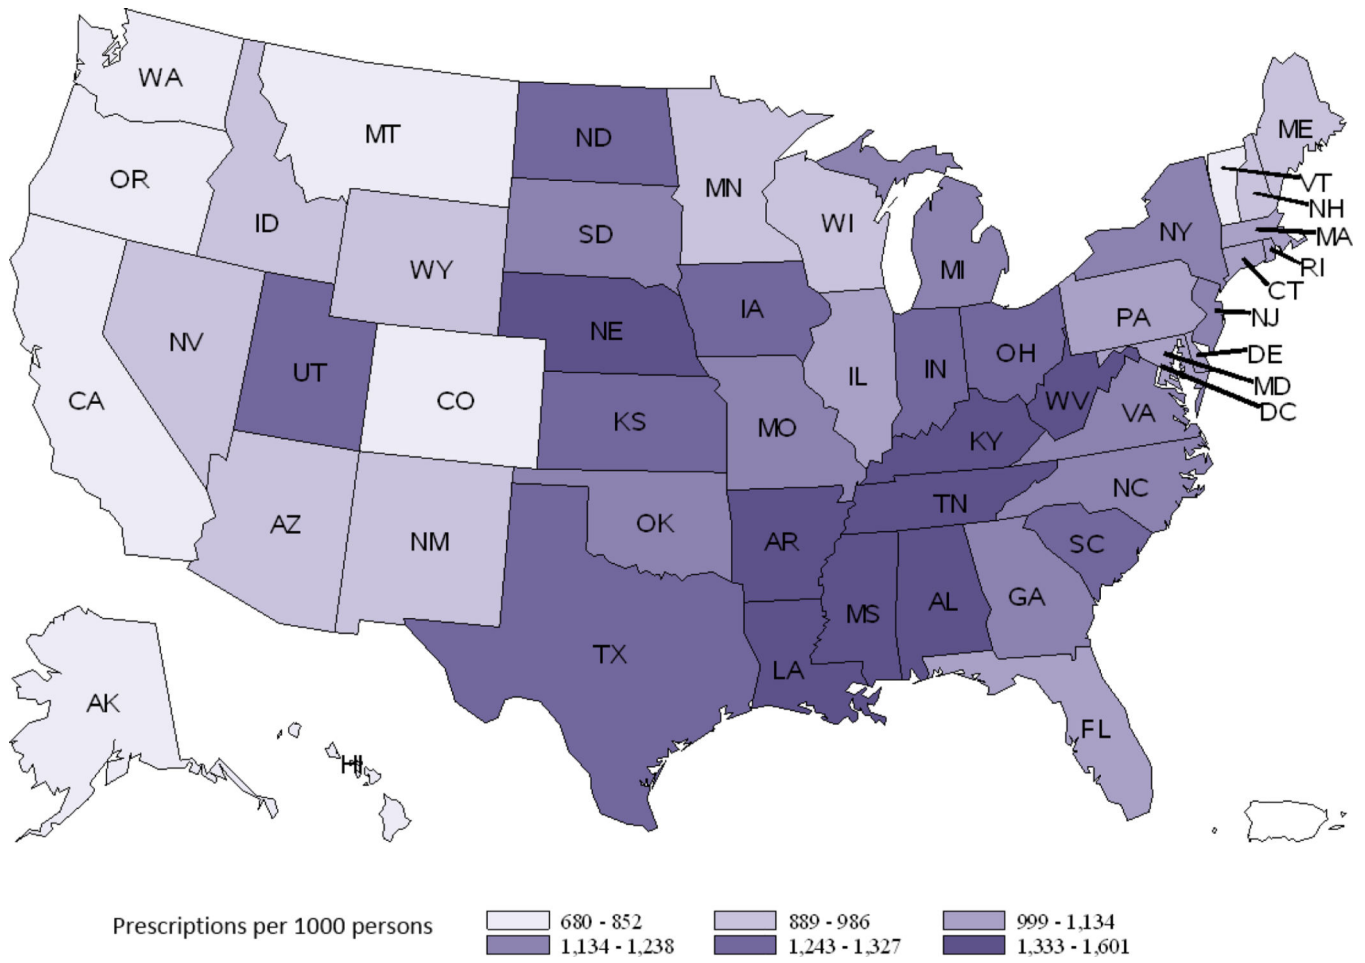 WA
MT
ND
ME
OR
MN
VT
ID
SD
WI
NY
NH
MA
WY
MI
RI
CT
IA
NE
PA
NJ
NV
OH
DE
UT
IN
IL
MD
CA
CO
WV
VA
DC
KS
MO
KY
NC
AZ
OK
TN
NM
AR
SC
GA
MS
AL
TX
LA
AK
FL
HI
Prescriptions per 1000 persons
680 - 852
889 - 986
999 - 1,134
1,134 - 1,238
1,243 - 1,327
1,333 - 1,601